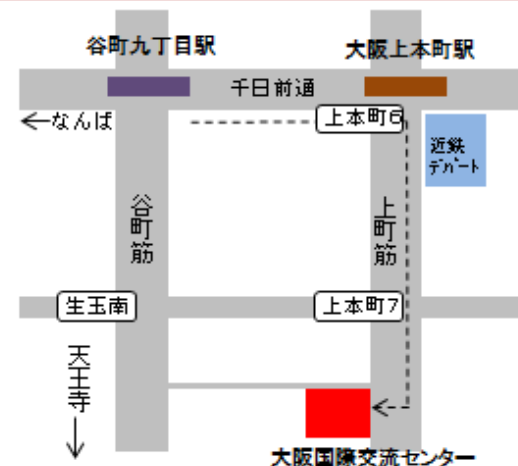 谷町九丁目駅
大阪上本町駅
千日前通
←なんば
上本町6
近鉄
デパート
谷町筋
上町筋
生玉南
上本町7
天王寺
大阪国際交流センター